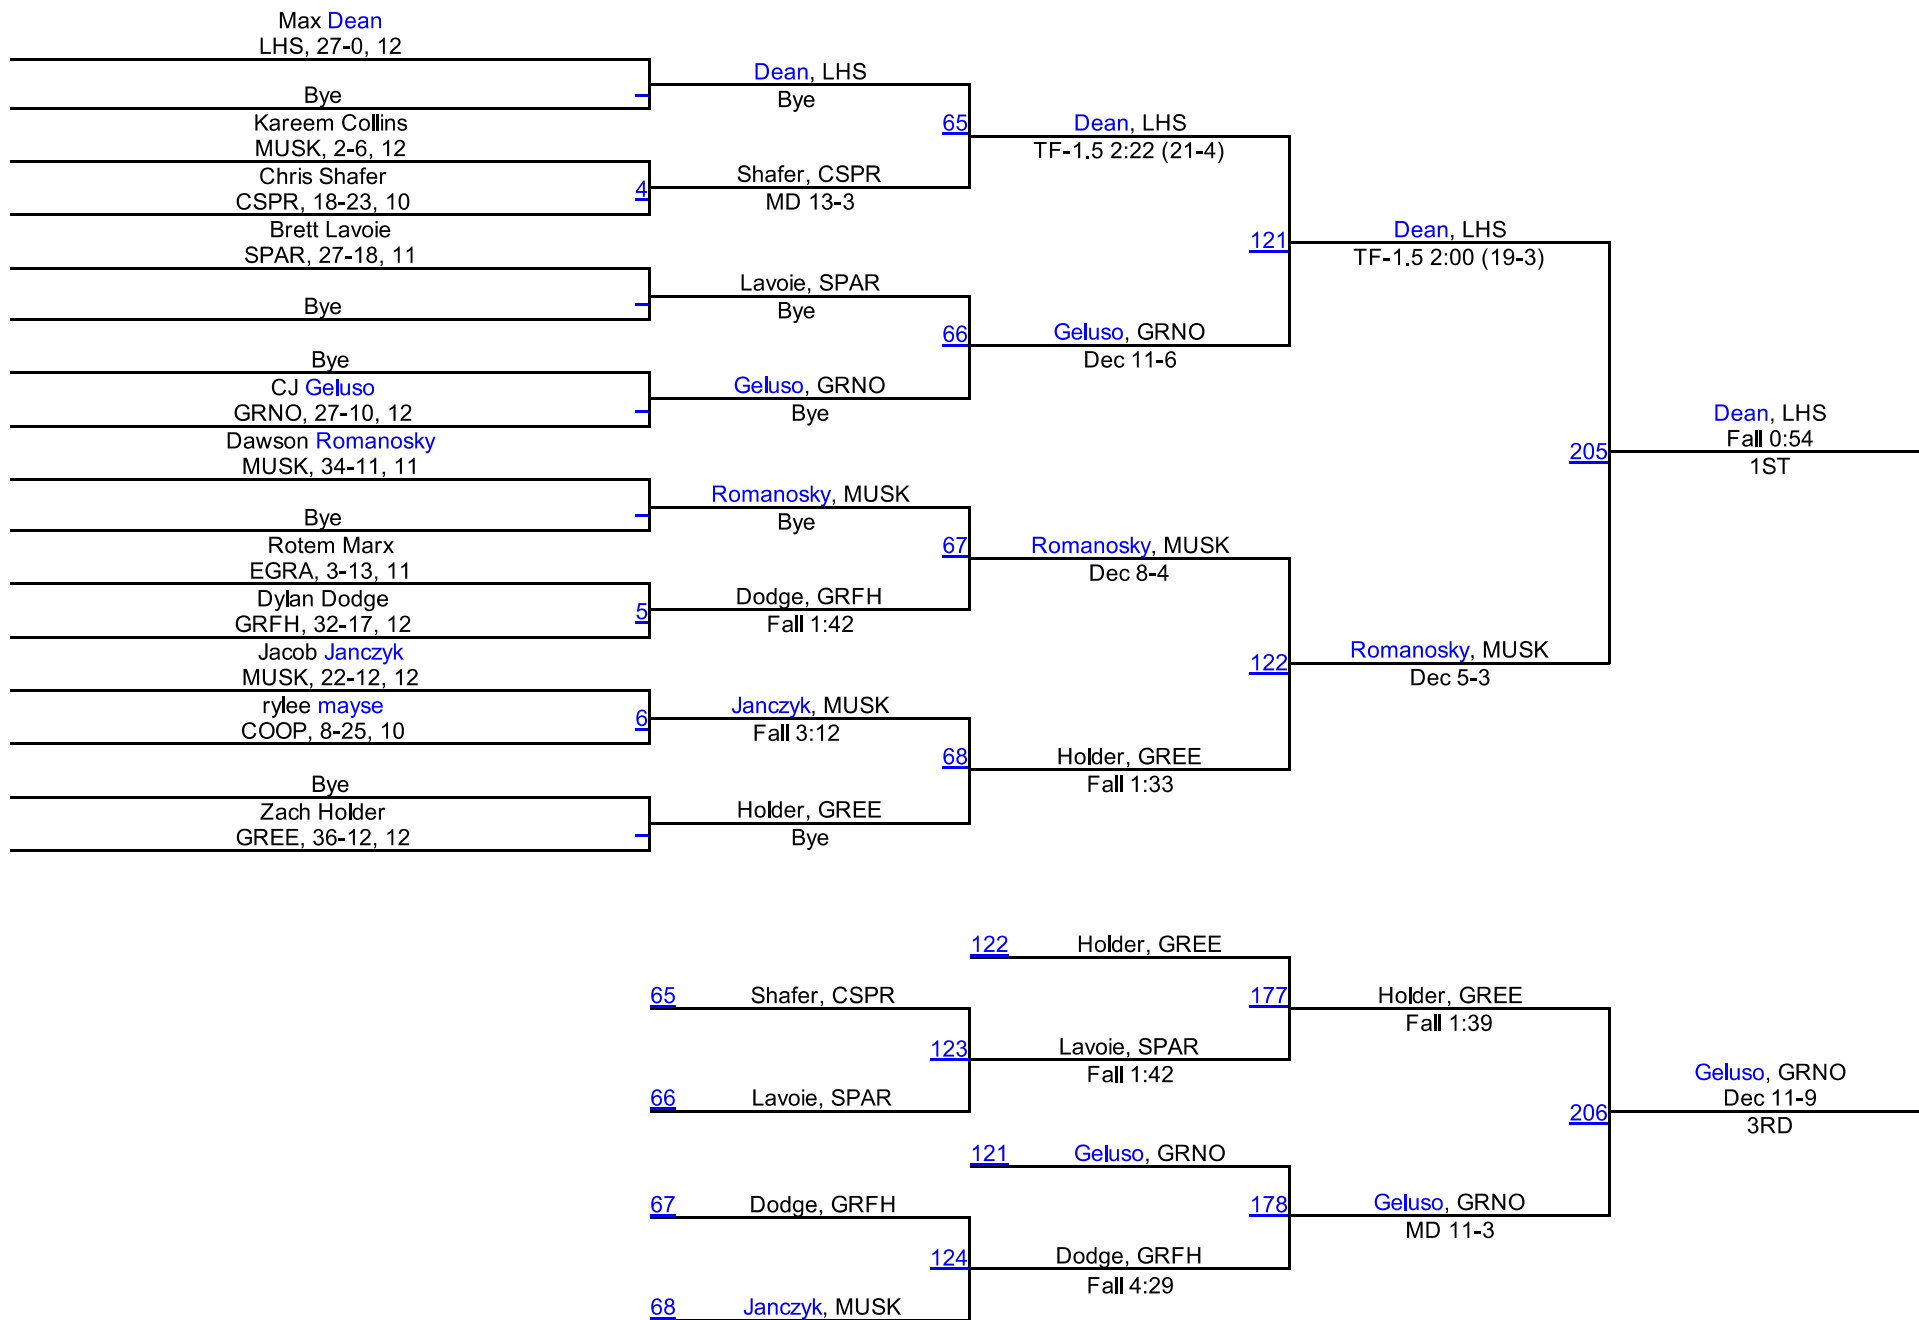 Max Dean
LHS, 27-0, 12
Bye
Kareem Collins
MUSK, 2-6, 12
Chris Shafer
CSPR, 18-23, 10
4
Brett Lavoie
SPAR, 27-18, 11
Bye
Bye
CJ Geluso
GRNO, 27-10, 12
Dawson Romanosky
MUSK, 34-11, 11
Bye
Rotem Marx
EGRA, 3-13, 11
Dylan Dodge
GRFH, 32-17, 12
5
Jacob Janczyk
MUSK, 22-12, 12
rylee mayse
COOP, 8-25, 10
6
Bye
Zach Holder
GREE, 36-12, 12
Dean, LHS
Bye
65
Shafer, CSPR
MD 13-3
Lavoie, SPAR
Bye
66
Geluso, GRNO
Bye
Romanosky, MUSK
Bye
67
Dodge, GRFH
Fall 1:42
Janczyk, MUSK
Fall 3:12
68
Holder, GREE
Bye
Dean, LHS
TF-1.5 2:22 (21-4)
121
Geluso, GRNO
Dec 11-6
Romanosky, MUSK
Dec 8-4
122
Holder, GREE
Fall 1:33
Dean, LHS
TF-1.5 2:00 (19-3)
205
Romanosky, MUSK
Dec 5-3
Dean, LHS
Fall 0:54
1ST
65 Shafer, CSPR
123
66 Lavoie, SPAR
67 Dodge, GRFH
124
68 Janczyk, MUSK
122 Holder, GREE
177
Lavoie, SPAR
Fall 1:42
121 Geluso, GRNO
178
Dodge, GRFH
Fall 4:29
Holder, GREE
Fall 1:39
206
Geluso, GRNO
MD 11-3
Geluso, GRNO
Dec 11-9
3RD